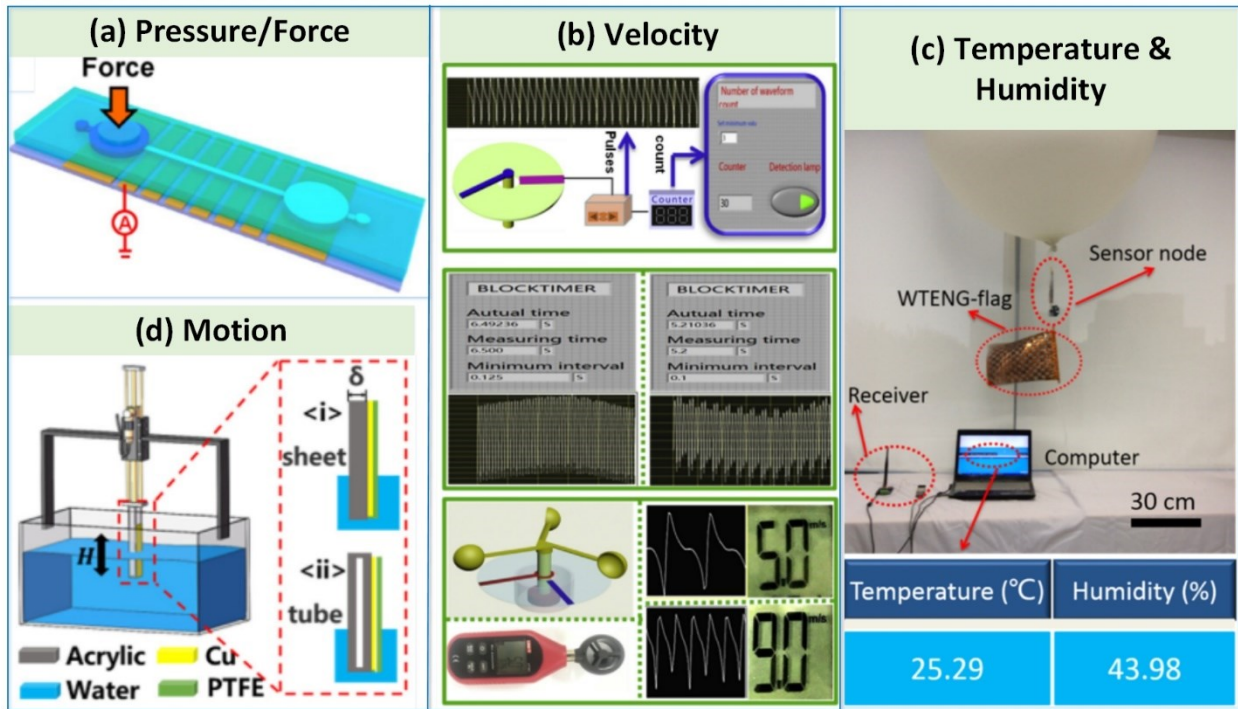 (a) Pressure/Force
Force
A
(b) Velocity
Pulses
count
Counter
888
Number of waveform
count
Counter
Detection lamp
30
BLOCKTIMER
Autual time
6.49236 S
Measuring time
6.500 S
Minimum interval
0.125 S
BLOCKTIMER
Autual time
5.21036 S
Measuring time
5.2 S
Minimum interval
0.1 S
5.0 m/s
9.0 m/s
(c) Temperature &
Humidity
Sensor node
WTENG-flag
Receiver
Computer
30 cm
Temperature (℃) Humidity (%)
25.29 43.98
(d) Motion
δ
<i>
sheet
H
<ii>
tube
Acrylic Cu
Water PTFE